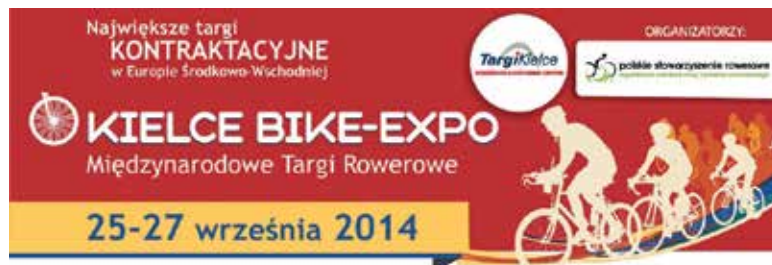 Największe targi
KONTRAKTACYJNE
w Europie Środkowo-Wschodniej
TargiKielce
ORGANIZATORZY:
polskie stowarzyszenie rowerowe
KIELCE BIKE-EXPO
Międzynarodowe Targi Rowerowe
25-27 września 2014